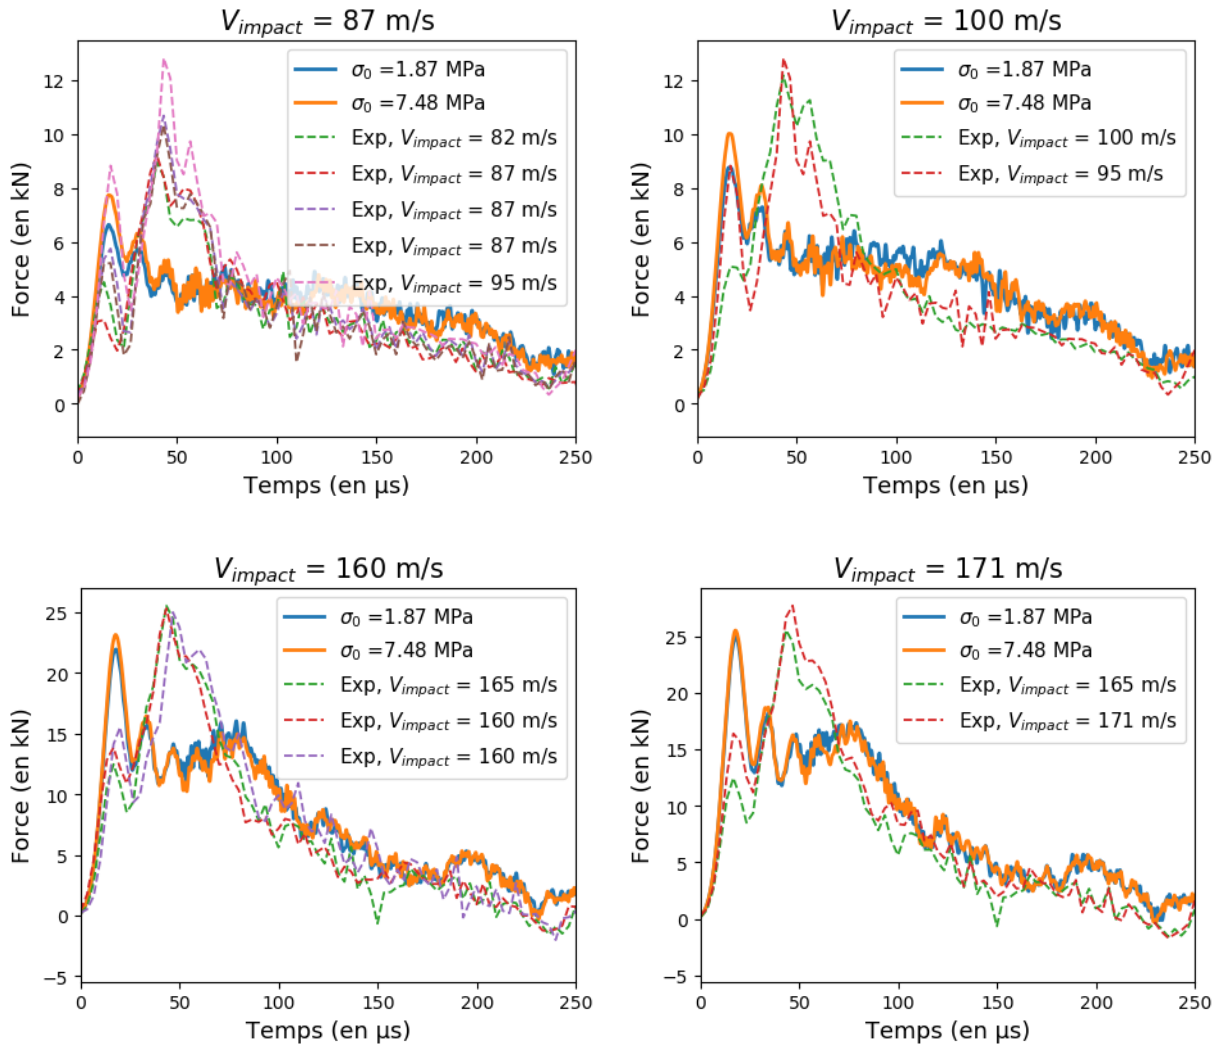 V_impact = 87 m/s
Force (en kN)
12
10
8
6
4
2
0
σ₀ =1.87 MPa
σ₀ =7.48 MPa
Exp, V_impact = 82 m/s
Exp, V_impact = 87 m/s
Exp, V_impact = 87 m/s
Exp, V_impact = 87 m/s
Exp, V_impact = 95 m/s
0 50 100 150 200 250
Temps (en µs)
V_impact = 100 m/s
Force (en kN)
12
10
8
6
4
2
0
σ₀ =1.87 MPa
σ₀ =7.48 MPa
Exp, V_impact = 100 m/s
Exp, V_impact = 95 m/s
0 50 100 150 200 250
Temps (en µs)
V_impact = 160 m/s
Force (en kN)
25
20
15
10
5
0
−5
σ₀ =1.87 MPa
σ₀ =7.48 MPa
Exp, V_impact = 165 m/s
Exp, V_impact = 160 m/s
Exp, V_impact = 160 m/s
0 50 100 150 200 250
Temps (en µs)
V_impact = 171 m/s
Force (en kN)
25
20
15
10
5
0
−5
σ₀ =1.87 MPa
σ₀ =7.48 MPa
Exp, V_impact = 165 m/s
Exp, V_impact = 171 m/s
0 50 100 150 200 250
Temps (en µs)